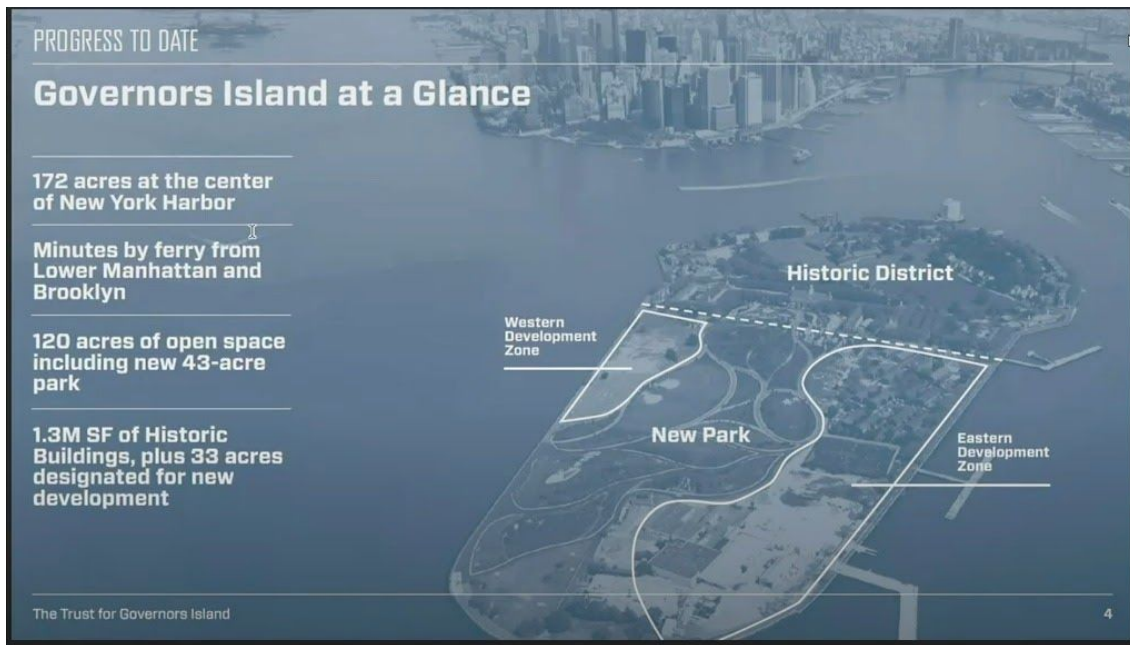 PROGRESS TO DATE
Governors Island at a Glance
172 acres at the center
of New York Harbor
Minutes by ferry from
Lower Manhattan and
Brooklyn
120 acres of open space
including new 43-acre
park
1.3M SF of Historic
Buildings, plus 33 acres
designated for new
development
Historic District
Western
Development
Zone
New Park
Eastern
Development
Zone
The Trust for Governors Island
4